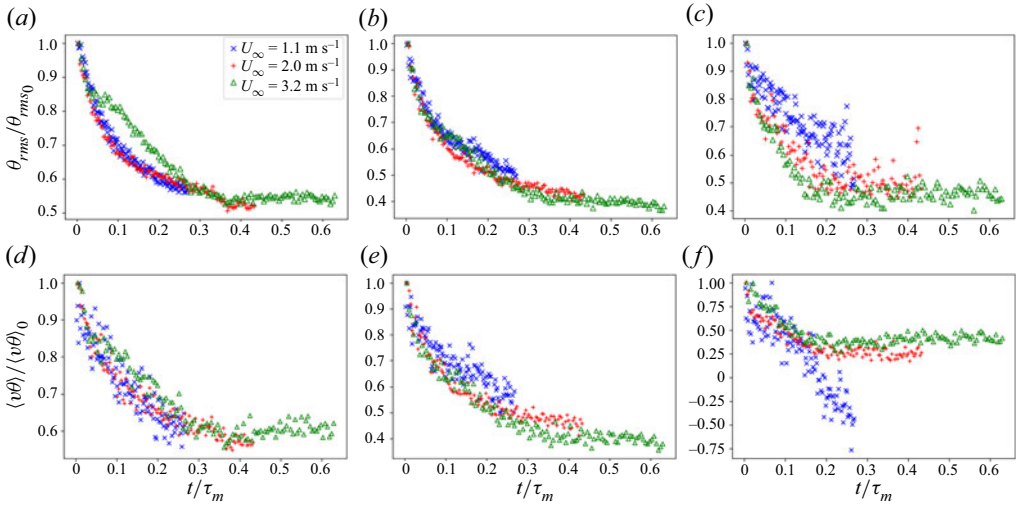 (a) (b) (c)
1.0 0.9 0.8 0.7 0.6 0.5
θrms/θrms0
U∞ = 1.1 m s⁻¹
U∞ = 2.0 m s⁻¹
U∞ = 3.2 m s⁻¹
0 0.1 0.2 0.3 0.4 0.5 0.6
1.0 0.9 0.8 0.7 0.6 0.5 0.4
0 0.1 0.2 0.3 0.4 0.5 0.6
1.0 0.9 0.8 0.7 0.6 0.5 0.4
0 0.1 0.2 0.3 0.4 0.5 0.6
(d) (e) (f)
1.0 0.9 0.8 0.7 0.6
⟨vθ⟩/⟨vθ⟩0
0 0.1 0.2 0.3 0.4 0.5 0.6
t/τm
1.0 0.9 0.8 0.7 0.6 0.5 0.4
0 0.1 0.2 0.3 0.4 0.5 0.6
t/τm
1.00 0.75 0.50 0.25 0 –0.25 –0.50 –0.75
0 0.1 0.2 0.3 0.4 0.5 0.6
t/τm